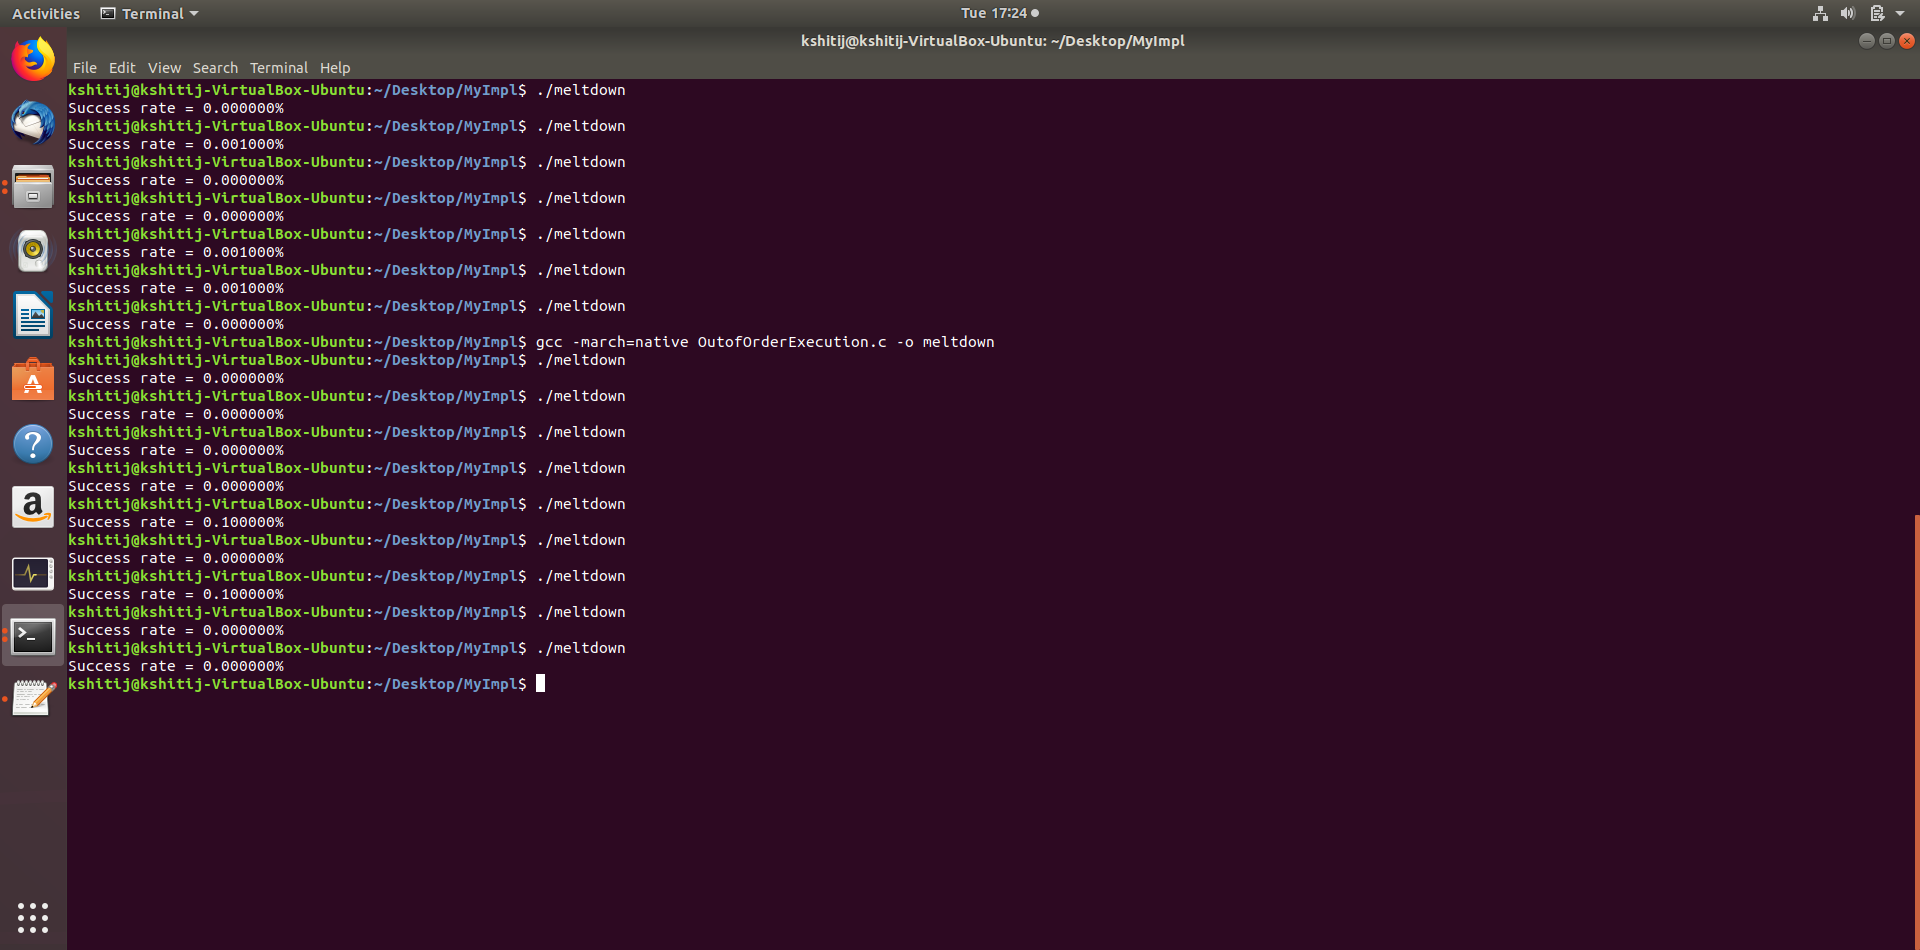 Activities Terminal Tue 17:24
kshitij@kshitij-VirtualBox-Ubuntu: ~/Desktop/MyImpl
File Edit View Search Terminal Help
kshitij@kshitij-VirtualBox-Ubuntu:~/Desktop/MyImpl$ ./meltdown
Success rate = 0.000000%
kshitij@kshitij-VirtualBox-Ubuntu:~/Desktop/MyImpl$ ./meltdown
Success rate = 0.001000%
kshitij@kshitij-VirtualBox-Ubuntu:~/Desktop/MyImpl$ ./meltdown
Success rate = 0.000000%
kshitij@kshitij-VirtualBox-Ubuntu:~/Desktop/MyImpl$ ./meltdown
Success rate = 0.000000%
kshitij@kshitij-VirtualBox-Ubuntu:~/Desktop/MyImpl$ ./meltdown
Success rate = 0.001000%
kshitij@kshitij-VirtualBox-Ubuntu:~/Desktop/MyImpl$ ./meltdown
Success rate = 0.001000%
kshitij@kshitij-VirtualBox-Ubuntu:~/Desktop/MyImpl$ ./meltdown
Success rate = 0.000000%
kshitij@kshitij-VirtualBox-Ubuntu:~/Desktop/MyImpl$ gcc -march=native OutofOrderExecution.c -o meltdown
kshitij@kshitij-VirtualBox-Ubuntu:~/Desktop/MyImpl$ ./meltdown
Success rate = 0.000000%
kshitij@kshitij-VirtualBox-Ubuntu:~/Desktop/MyImpl$ ./meltdown
Success rate = 0.000000%
kshitij@kshitij-VirtualBox-Ubuntu:~/Desktop/MyImpl$ ./meltdown
Success rate = 0.000000%
kshitij@kshitij-VirtualBox-Ubuntu:~/Desktop/MyImpl$ ./meltdown
Success rate = 0.000000%
kshitij@kshitij-VirtualBox-Ubuntu:~/Desktop/MyImpl$ ./meltdown
Success rate = 0.100000%
kshitij@kshitij-VirtualBox-Ubuntu:~/Desktop/MyImpl$ ./meltdown
Success rate = 0.000000%
kshitij@kshitij-VirtualBox-Ubuntu:~/Desktop/MyImpl$ ./meltdown
Success rate = 0.100000%
kshitij@kshitij-VirtualBox-Ubuntu:~/Desktop/MyImpl$ ./meltdown
Success rate = 0.000000%
kshitij@kshitij-VirtualBox-Ubuntu:~/Desktop/MyImpl$ ./meltdown
Success rate = 0.000000%
kshitij@kshitij-VirtualBox-Ubuntu:~/Desktop/MyImpl$